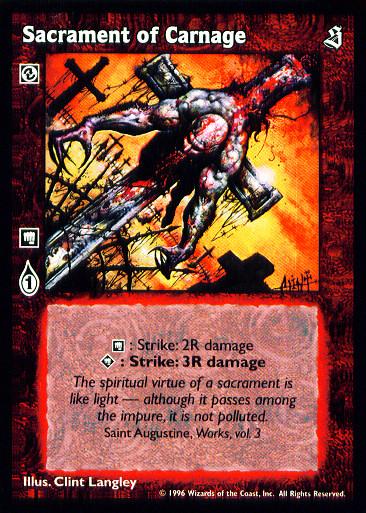 Sacrament of Carnage
1
: Strike: 2R damage
: Strike: 3R damage
The spiritual virtue of a sacrament is
like light — although it passes among
the impure, it is not polluted.
Saint Augustine, Works, vol. 3
Illus. Clint Langley
© 1996 Wizards of the Coast, Inc. All Rights Reserved.